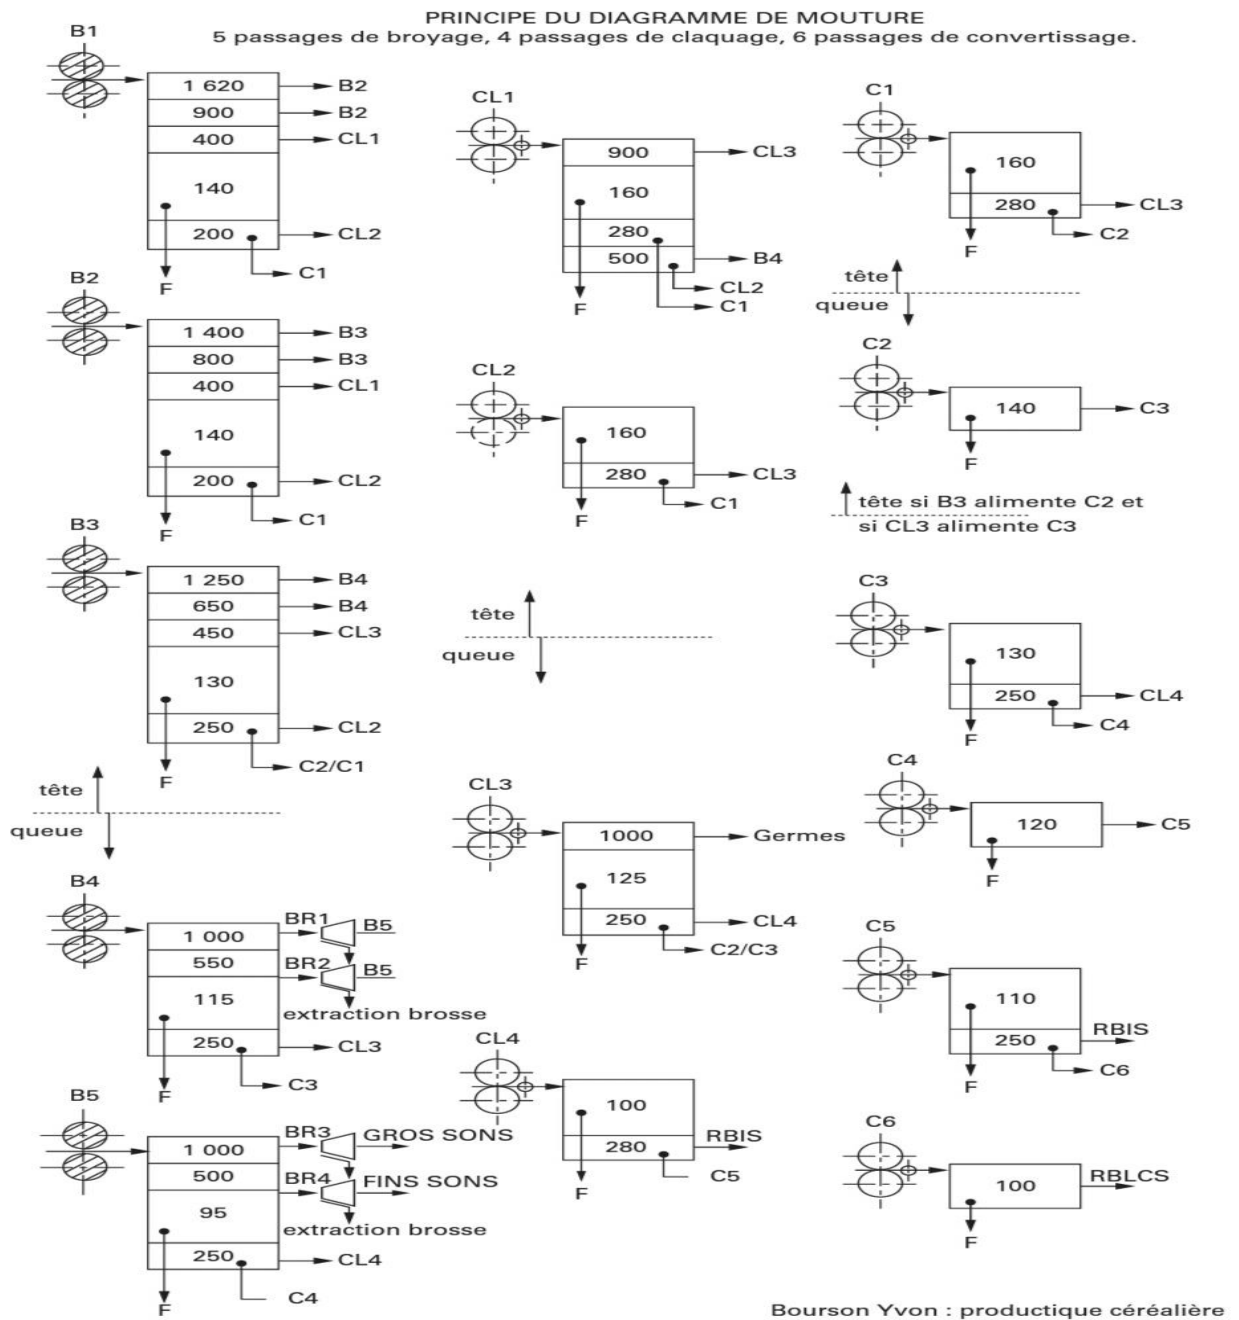 PRINCIPE DU DIAGRAMME DE MOUTURE
5 passages de broyage, 4 passages de claquage, 6 passages de convertissage.
B1
1 620
B2
900
B2
400
CL1
140
200
CL2
C1
F
B2
1 400
B3
800
B3
400
CL1
140
200
CL2
C1
F
B3
1 250
B4
650
B4
450
CL3
130
250
CL2
C2/C1
F
tête
queue
B4
1 000
BR1
B5
550
BR2
B5
115
extraction brosse
250
CL3
C3
F
B5
1 000
BR3
GROS SONS
500
BR4
FINS SONS
95
extraction brosse
250
CL4
C4
F
CL1
900
CL3
160
280
500
B4
CL2
C1
F
CL2
160
280
CL3
C1
F
tête
queue
CL3
1000
Germes
125
250
CL4
C2/C3
F
CL4
100
280
RBIS
C5
F
C1
160
280
CL3
C2
F
tête
queue
C2
140
C3
F
tête si B3 alimente C2 et
si CL3 alimente C3
C3
130
250
CL4
C4
F
C4
120
C5
F
C5
110
250
RBIS
C6
F
C6
100
RBLCS
F
Bourson Yvon : productique céréalière